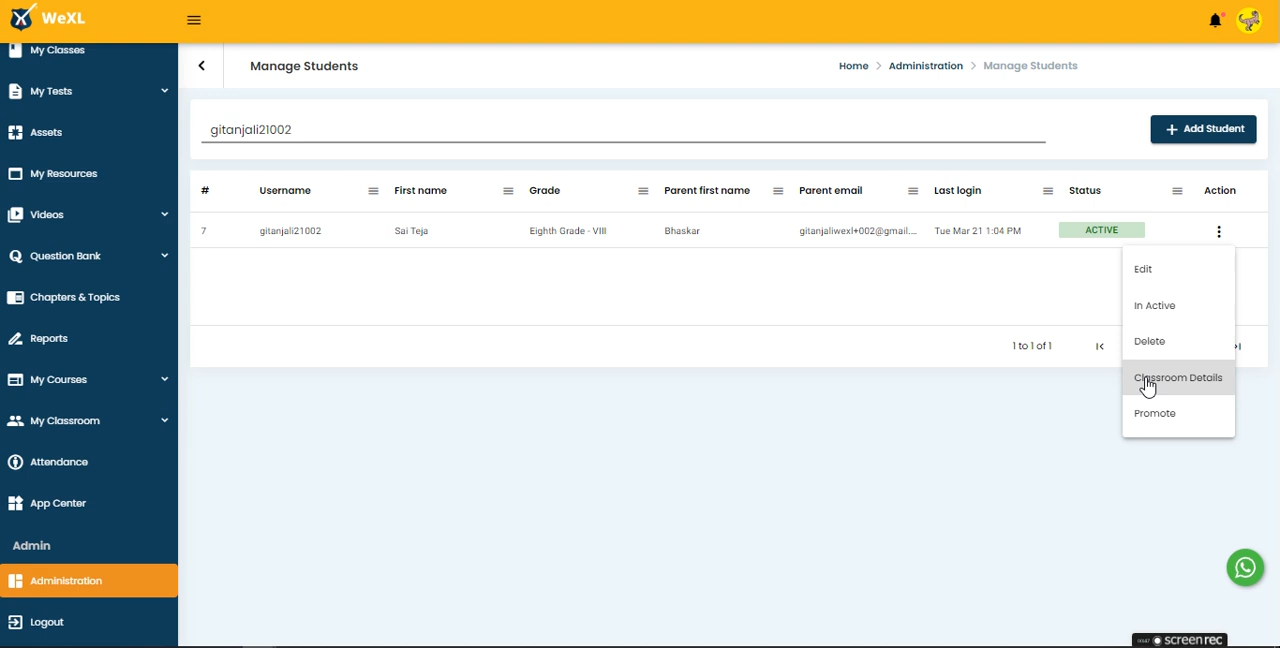 WeXL
My Classes
Manage Students
Home > Administration > Manage Students
My Tests
gitanjali21002
+ Add Student
Assets
My Resources
# Username First name Grade Parent first name Parent email Last login Status Action
Videos
7 gitanjali21002 Sai Teja Eighth Grade - VIII Bhaskar gitanjaliwexl+002@gmail.... Tue Mar 21 1:04 PM ACTIVE
Question Bank
Edit
Chapters & Topics
In Active
Reports
Delete
1 to 1 of 1
My Courses
Classroom Details
My Classroom
Promote
Attendance
App Center
Admin
Administration
Logout
screenrec